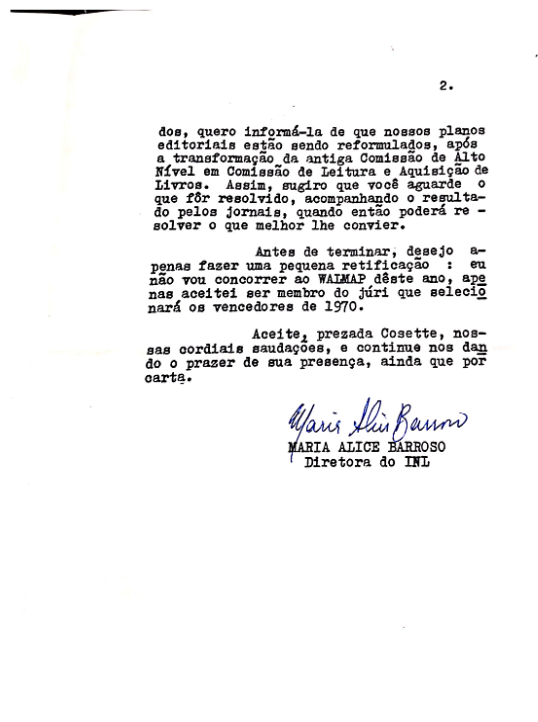 2.
dos, quero informá-la de que nossos planos
editoriais estão sendo reformulados, após
a transformação da antiga Comissão de Alto
Nível em Comissão de Leitura e Aquisição de
Livros. Assim, sugiro que você aguarde o
que fôr resolvido, acompanhando o resulta-
do pelos jornais, quando então poderá re -
solver o que melhor lhe convier.
Antes de terminar, desejo a-
penas fazer uma pequena retificação : eu
não vou concorrer ao WALMAP dêste ano, ape
nas aceitei ser membro do júri que selecio
nará os vencedores de 1970.
Aceite, prezada Cosette, nos-
sas cordiais saudações, e continue nos dan
do o prazer de sua presença, ainda que por
carta.
Maria Alice Barroso
MARIA ALICE BARROSO
Diretora do INL